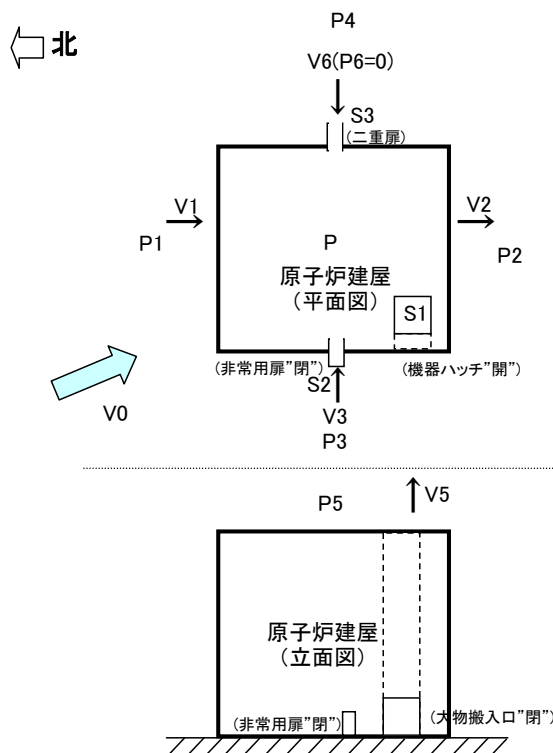 P4
北
V6(P6=0)
S3
(二重扉)
V1
V2
P1
P
P2
原子炉建屋
(平面図)
S1
(非常用扉”閉”)
(機器ハッチ”開”)
S2
V0
V3
P3
P5
V5
原子炉建屋
(立面図)
(非常用扉”閉”)
(大物搬入口”閉”)